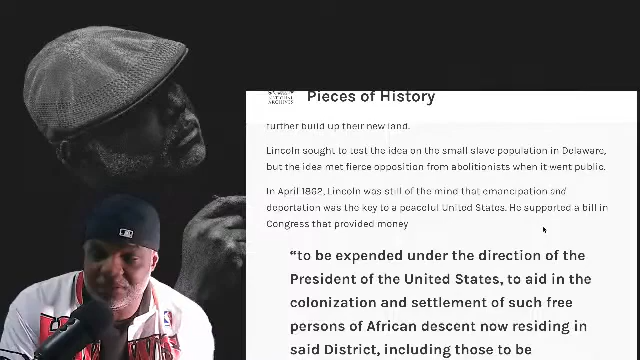 NATIONAL
ARCHIVES
Pieces of History
further build up their new land.
Lincoln sought to test the idea on the small slave population in Delaware,
but the idea met fierce opposition from abolitionists when it went public.
In April 1862, Lincoln was still of the mind that emancipation and
deportation was the key to a peaceful United States. He supported a bill in
Congress that provided money
“to be expended under the direction of the
President of the United States, to aid in the
colonization and settlement of such free
persons of African descent now residing in
said District, including those to be